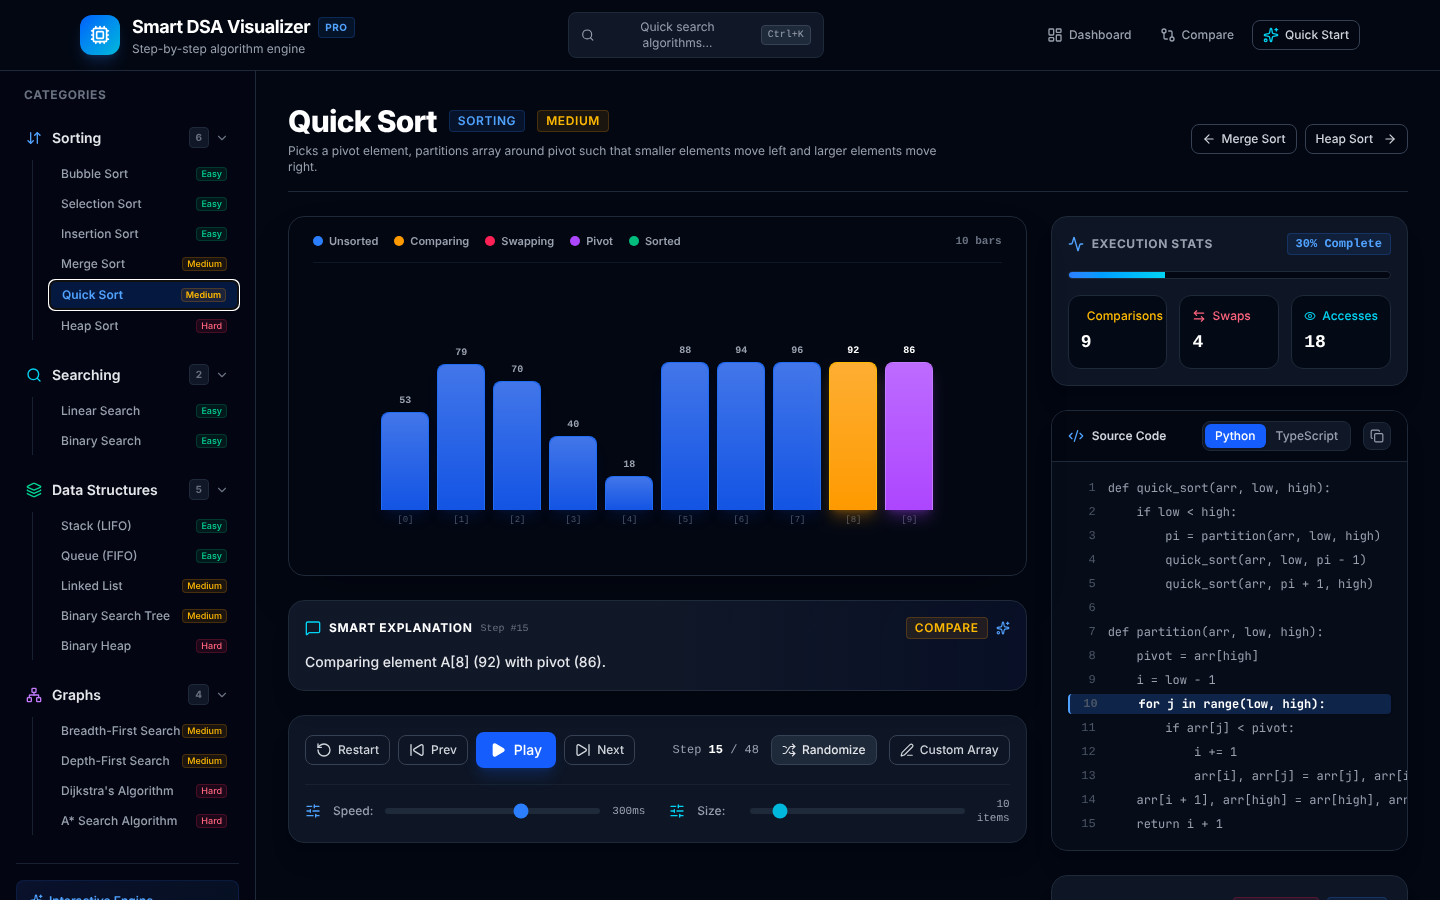 Smart DSA Visualizer PRO
Step-by-step algorithm engine
Quick search algorithms... Ctrl+K
Dashboard
Compare
Quick Start
CATEGORIES
Sorting 6
Bubble Sort Easy
Selection Sort Easy
Insertion Sort Easy
Merge Sort Medium
Quick Sort Medium
Heap Sort Hard
Searching 2
Linear Search Easy
Binary Search Easy
Data Structures 5
Stack (LIFO) Easy
Queue (FIFO) Easy
Linked List Medium
Binary Search Tree Medium
Binary Heap Hard
Graphs 4
Breadth-First Search Medium
Depth-First Search Medium
Dijkstra's Algorithm Hard
A* Search Algorithm Hard
Interactive Engine
Quick Sort SORTING MEDIUM
Picks a pivot element, partitions array around pivot such that smaller elements move left and larger elements move
right.
Merge Sort
Heap Sort
Unsorted Comparing Swapping Pivot Sorted 10 bars
53 79 70 40 18 88 94 96 92 86
[0] [1] [2] [3] [4] [5] [6] [7] [8] [9]
SMART EXPLANATION Step #15 COMPARE
Comparing element A[8] (92) with pivot (86).
Restart Prev Play Next Step 15 / 48 Randomize Custom Array
Speed: 300ms Size: 10
items
EXECUTION STATS 30% Complete
Comparisons Swaps Accesses
9 4 18
Source Code Python TypeScript
1 def quick_sort(arr, low, high):
2 if low < high:
3 pi = partition(arr, low, high)
4 quick_sort(arr, low, pi - 1)
5 quick_sort(arr, pi + 1, high)
6
7 def partition(arr, low, high):
8 pivot = arr[high]
9 i = low - 1
10 for j in range(low, high):
11 if arr[j] < pivot:
12 i += 1
13 arr[i], arr[j] = arr[j], arr[i
14 arr[i + 1], arr[high] = arr[high], arr
15 return i + 1